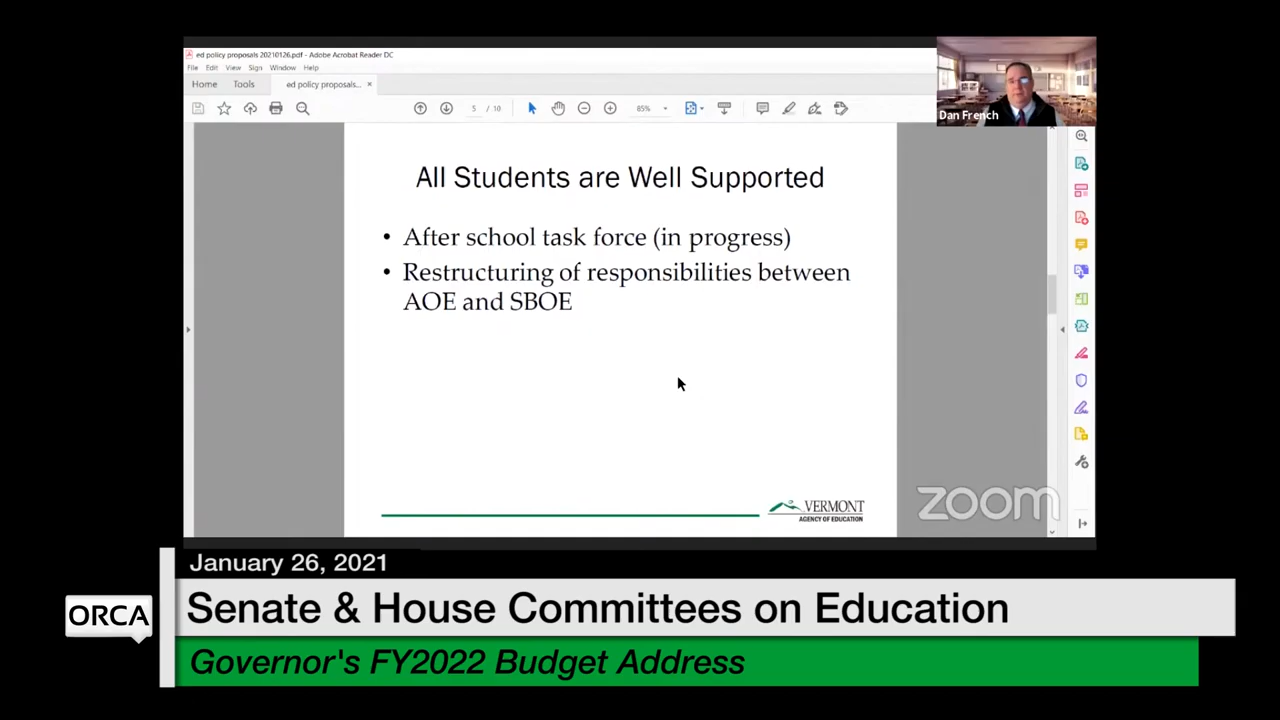 ed policy proposals 20210126.pdf - Adobe Acrobat Reader DC
File Edit View Sign Window Help
Home Tools ed policy proposals... ×
5 / 10 85%
Dan French
All Students are Well Supported
• After school task force (in progress)
• Restructuring of responsibilities between
AOE and SBOE
VERMONT
AGENCY OF EDUCATION
zoom
January 26, 2021
ORCA
Senate & House Committees on Education
Governor's FY2022 Budget Address